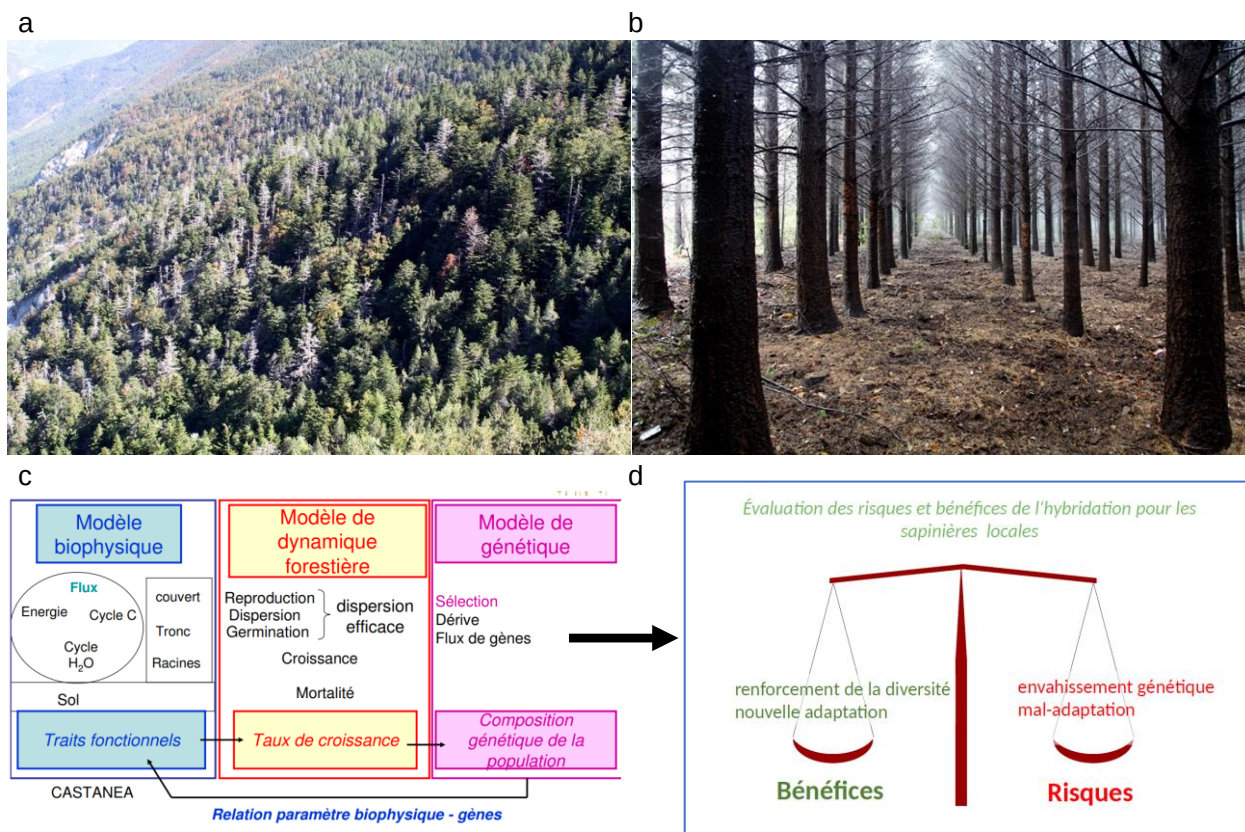 a
b
c
Modèle
biophysique
Flux
Energie
Cycle C
Cycle
H₂O
couvert
Tronc
Racines
Sol
Traits fonctionnels
CASTANEA
Modèle de
dynamique
forestière
Reproduction
Dispersion
Germination
dispersion
efficace
Croissance
Mortalité
Taux de croissance
Modèle de
génétique
Sélection
Dérive
Flux de gènes
Composition
génétique de la
population
Relation paramètre biophysique - gènes
d
Évaluation des risques et bénéfices de l'hybridation pour les
sapinières locales
renforcement de la diversité
nouvelle adaptation
Bénéfices
envahissement génétique
mal-adaptation
Risques